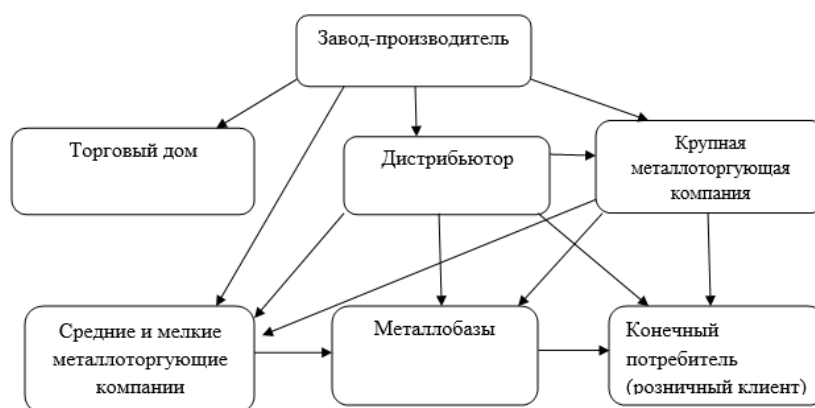 Завод-производитель
Торговый дом
Дистрибьютор
Крупная
металлоторгующая
компания
Средние и мелкие
металлоторгующие
компании
Металлобазы
Конечный
потребитель
(розничный клиент)